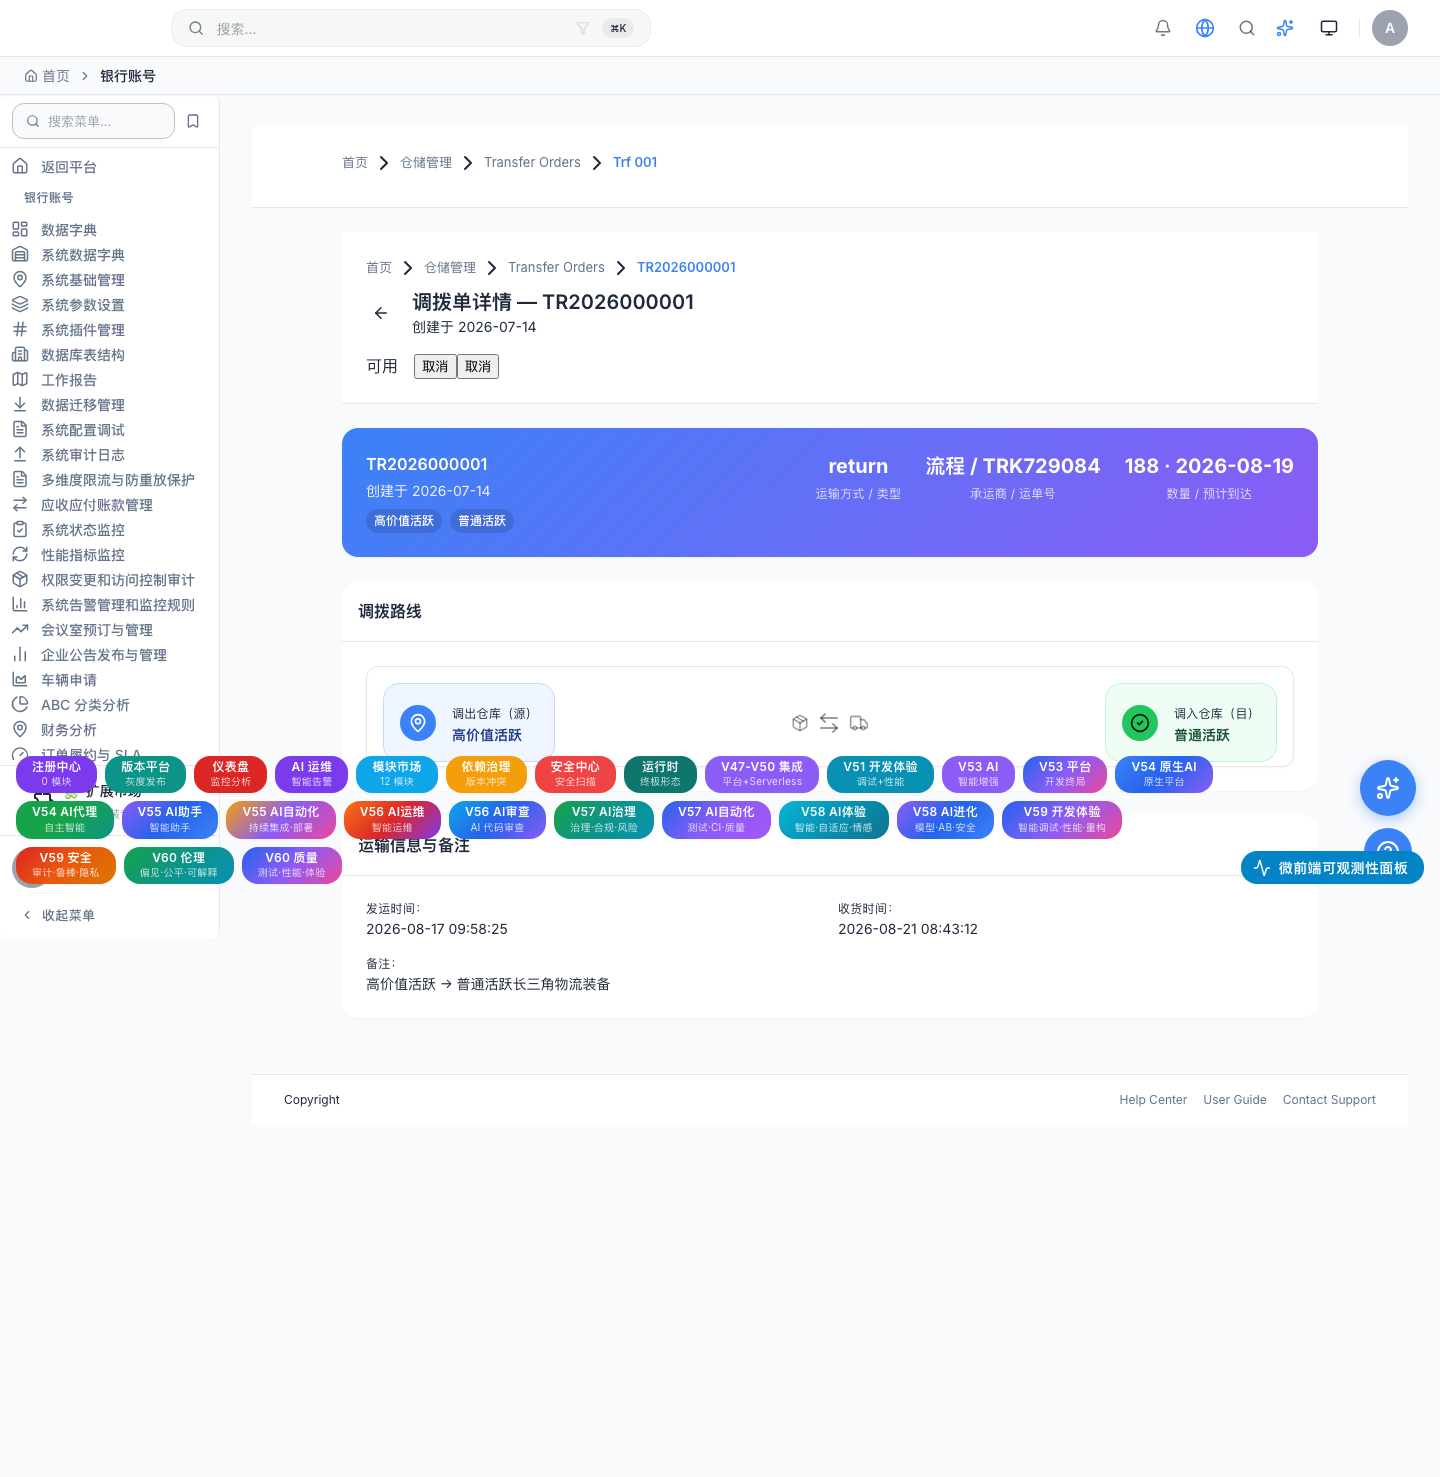 搜索...
⌘K
A
首页
银行账号
搜索菜单...
返回平台
银行账号
数据字典
系统数据字典
系统基础管理
系统参数设置
系统插件管理
数据库表结构
工作报告
数据迁移管理
系统配置调试
系统审计日志
多维度限流与防重放保护
应收应付账款管理
系统状态监控
性能指标监控
权限变更和访问控制审计
系统告警管理和监控规则
会议室预订与管理
企业公告发布与管理
车辆申请
ABC 分类分析
财务分析
订单履约与 SLA
扩展市场
收起菜单
首页 仓储管理 Transfer Orders Trf 001
首页 仓储管理 Transfer Orders TR2026000001
调拨单详情 — TR2026000001
创建于 2026-07-14
可用 取消 取消
TR2026000001
创建于 2026-07-14
高价值活跃 普通活跃
return
运输方式 / 类型
流程 / TRK729084
承运商 / 运单号
188 · 2026-08-19
数量 / 预计到达
调拨路线
调出仓库（源）
高价值活跃
调入仓库（目）
普通活跃
注册中心
0 模块
版本平台
灰度发布
仪表盘
监控分析
AI 运维
智能告警
模块市场
12 模块
依赖治理
版本冲突
安全中心
安全扫描
运行时
终极形态
V47-V50 集成
平台+Serverless
V51 开发体验
调试+性能
V53 AI
智能增强
V53 平台
开发终局
V54 原生AI
原生平台
V54 AI代理
自主智能
V55 AI助手
智能助手
V55 AI自动化
持续集成·部署
V56 AI运维
智能运维
V56 AI审查
AI 代码审查
V57 AI治理
治理·合规·风险
V57 AI自动化
测试·CI·质量
V58 AI体验
智能·自适应·情感
V58 AI进化
模型·AB·安全
V59 开发体验
智能调试·性能·重构
V59 安全
审计·鲁棒·隐私
V60 伦理
偏见·公平·可解释
V60 质量
测试·性能·体验
微前端可观测性面板
运输信息与备注
发运时间：
2026-08-17 09:58:25
收货时间：
2026-08-21 08:43:12
备注：
高价值活跃 → 普通活跃长三角物流装备
Copyright
Help Center User Guide Contact Support